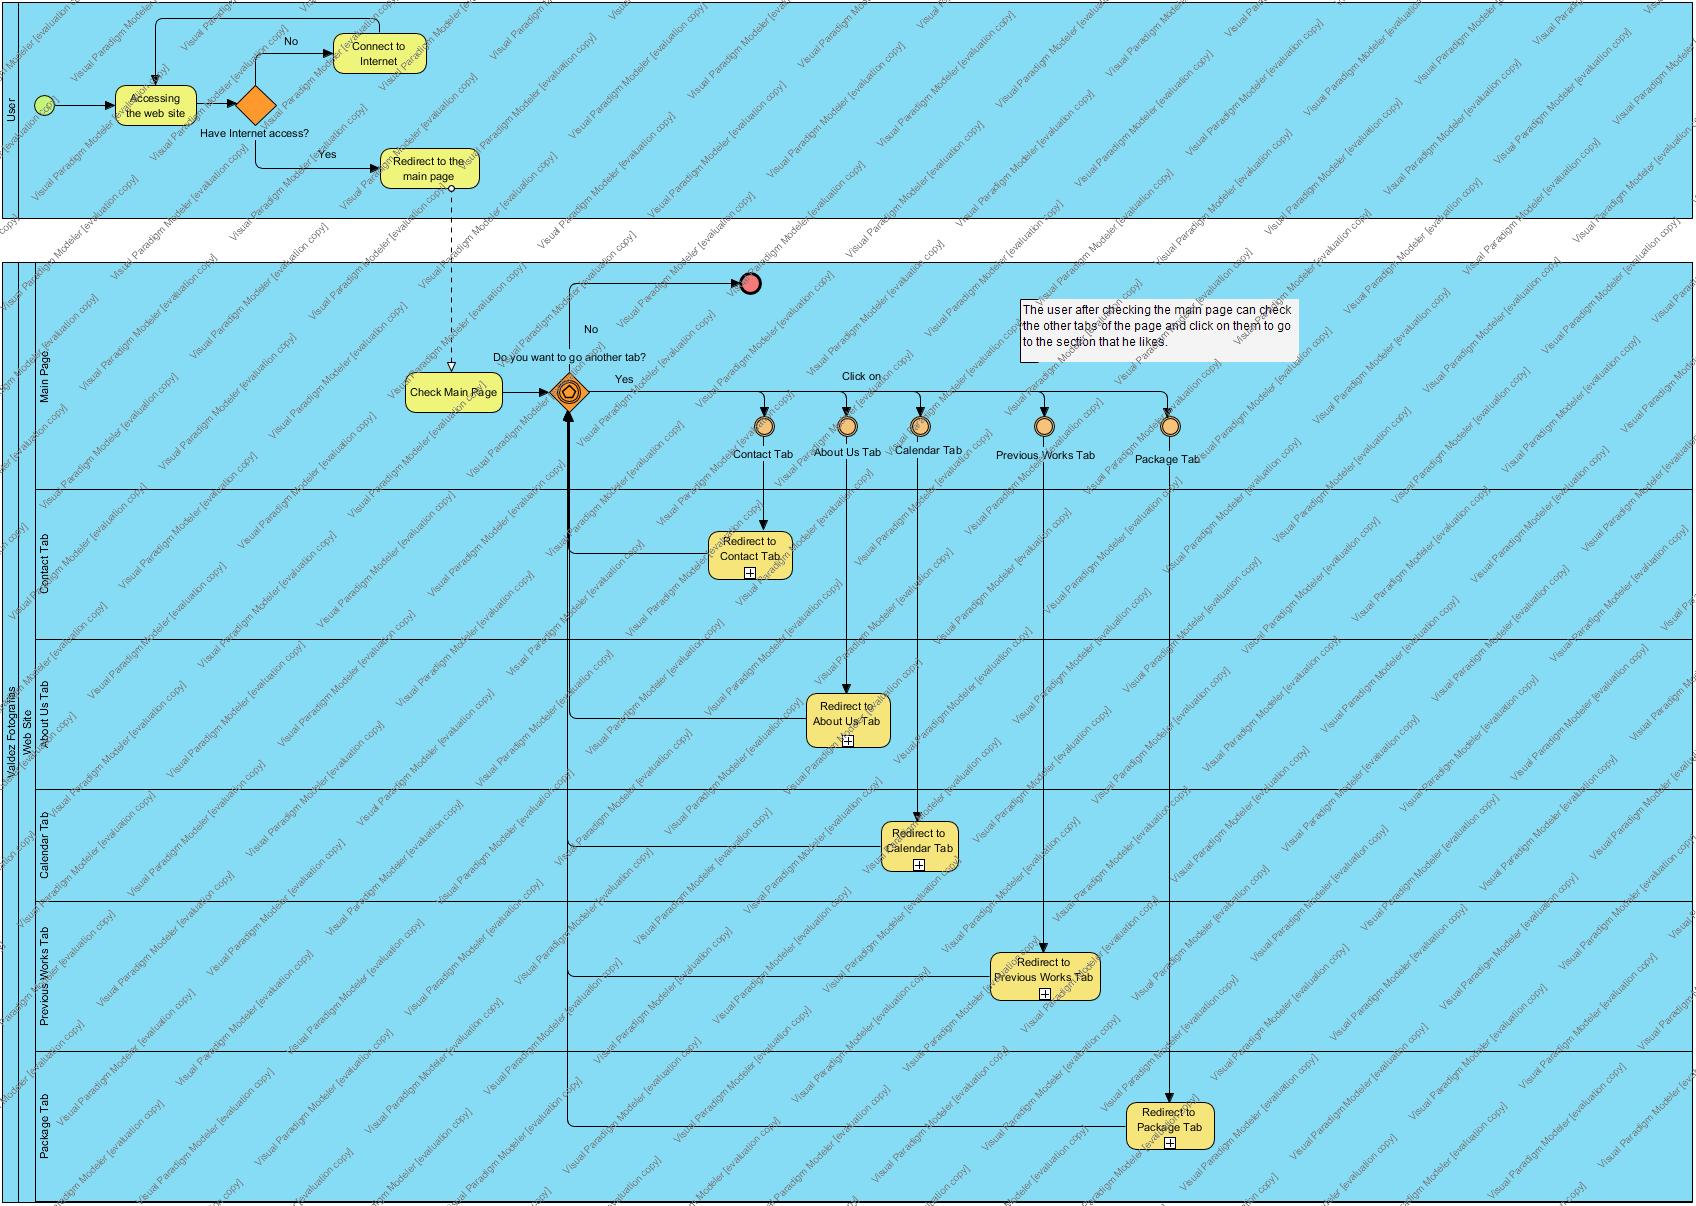 User
Connect to
Internet
No
Accessing
the web site
Have Internet access?
Yes
Redirect to the
main page
Valdez Fotografias
Web Site
Main Page
No
Do you want to go another tab?
The user after checking the main page can check
the other tabs of the page and click on them to go
to the section that he likes.
Check Main Page
Yes
Click on
Contact Tab
About Us Tab
Calendar Tab
Previous Works Tab
Package Tab
Contact Tab
Redirect to
Contact Tab
About Us Tab
Redirect to
About Us Tab
Calendar Tab
Redirect to
Calendar Tab
Previous Works Tab
Redirect to
Previous Works Tab
Package Tab
Redirect to
Package Tab
Visual Paradigm Modeler [evaluation copy]